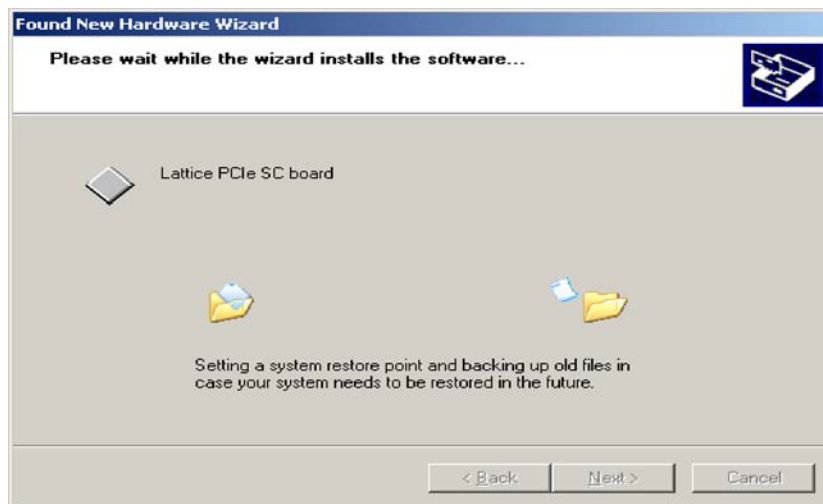 Found New Hardware Wizard
Please wait while the wizard installs the software...
Lattice PCIe SC board
Setting a system restore point and backing up old files in
case your system needs to be restored in the future.
< Back
Next >
Cancel